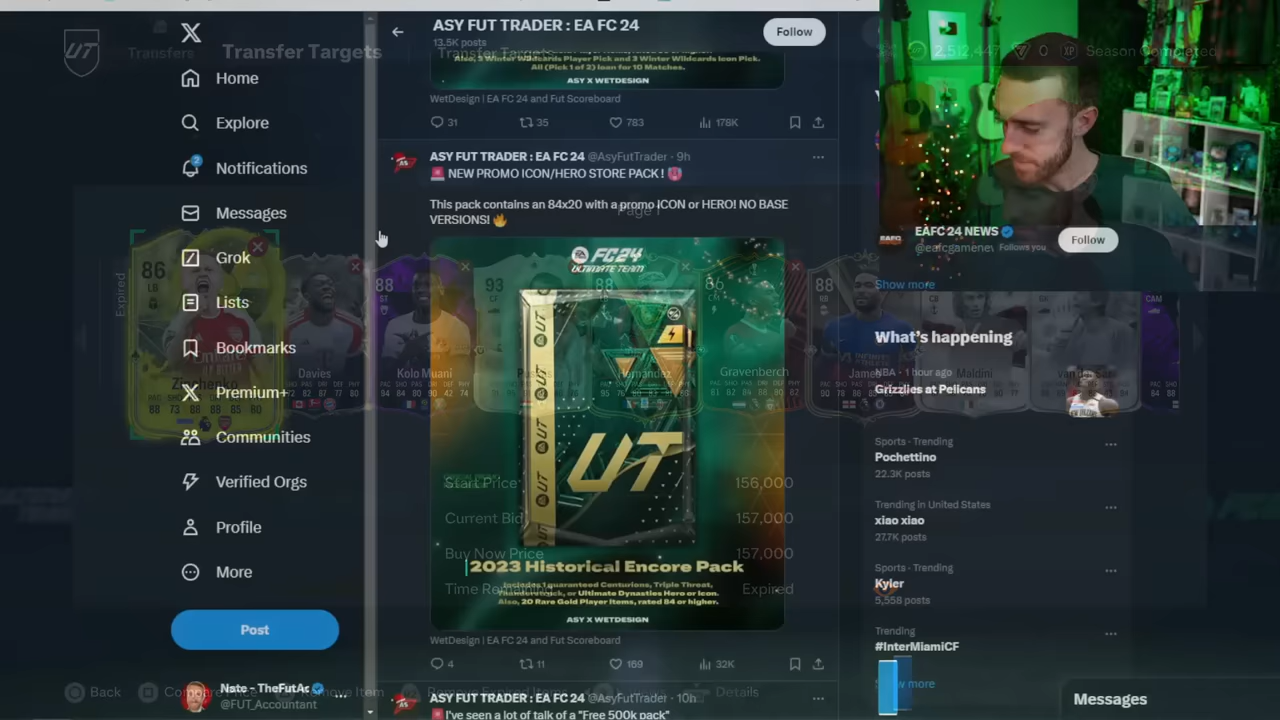 UT
Transfers
Transfer Targets
ASY FUT TRADER : EA FC 24
13.5K posts
Follow
2,512,447
0
XP
Season Completed
Also, 3 Winter Wildcards Player Pick and 3 Winter Wildcards Icon Pick.
All (Pick 1 of 2) loan for 10 Matches.
ASY X WETDESIGN
WetDesign | EA FC 24 and Fut Scoreboard
31
35
783
178K
Home
Explore
2
Notifications
Messages
Grok
Lists
Bookmarks
Premium+
Communities
Verified Orgs
Profile
More
Post
Nate - TheFutAc
@FUT_Accountant
ASY FUT TRADER : EA FC 24 @AsyFutTrader · 9h
NEW PROMO ICON/HERO STORE PACK !
This pack contains an 84x20 with a promo ICON or HERO! NO BASE
VERSIONS!
Page 1
FC24
ULTIMATE TEAM
UT
2023 Historical Encore Pack
Includes 1 guaranteed Centurions, Triple Threat,
Thunderstruck, or Ultimate Dynasties Hero or Icon.
Also, 20 Rare Gold Player Items, rated 84 or higher.
ASY X WETDESIGN
WetDesign | EA FC 24 and Fut Scoreboard
4
11
169
32K
ASY FUT TRADER : EA FC 24 @AsyFutTrader · 10h
I've seen a lot of talk of a "Free 500k pack"
Expired
86
LB
Davies
88
ST
Kolo Muani
93
CF
88
Hernandez
86
Gravenberch
88
RB
James
Maldini
CAM
Start Price
156,000
Current Bid
157,000
Buy Now Price
157,000
Time Remaining
Expired
Back
Compare Price
Remove Item
Details
EAFC 24 NEWS
Follows you
Follow
Show more
What's happening
NBA · 1 hour ago
Grizzlies at Pelicans
Sports · Trending
Pochettino
22.3K posts
Trending in United States
xiao xiao
27.7K posts
Sports · Trending
Kyler
5,558 posts
Trending
#InterMiamiCF
Messages